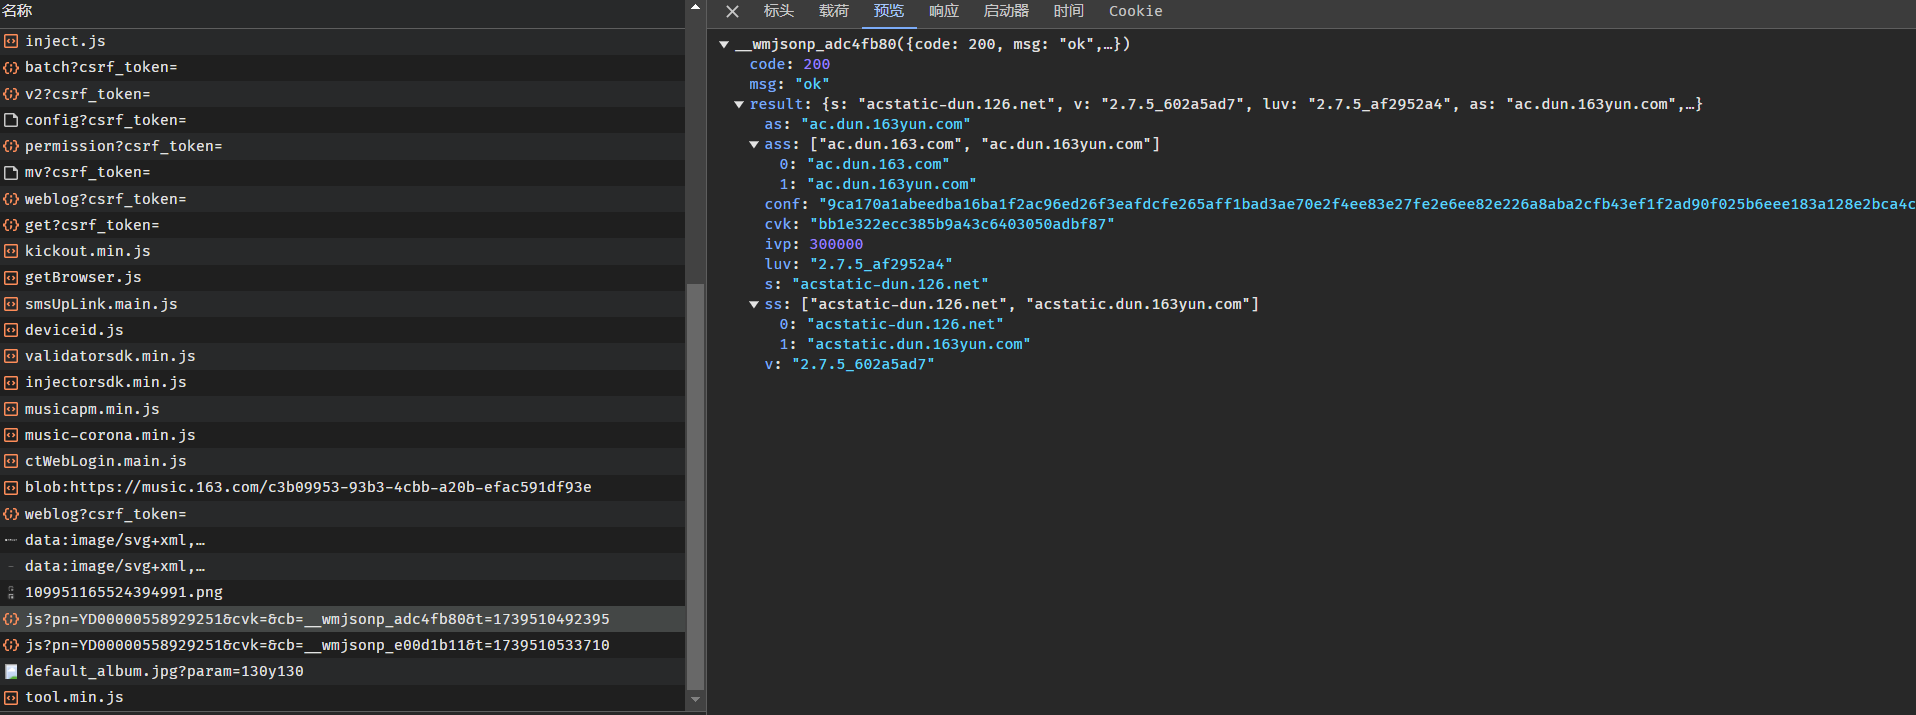 名称
inject.js
batch?csrf_token=
v2?csrf_token=
config?csrf_token=
permission?csrf_token=
mv?csrf_token=
weblog?csrf_token=
get?csrf_token=
kickout.min.js
getBrowser.js
smsUpLink.main.js
deviceid.js
validatorsdk.min.js
injectorsdk.min.js
musicapm.min.js
music-corona.min.js
ctWebLogin.main.js
blob:https://music.163.com/c3b09953-93b3-4cbb-a20b-efac591df93e
weblog?csrf_token=
data:image/svg+xml,…
data:image/svg+xml,…
109951165524394991.png
js?pn=YD00000558929251&cvk=&cb=__wmjsonp_adc4fb80&t=1739510492395
js?pn=YD00000558929251&cvk=&cb=__wmjsonp_e00d1b11&t=1739510533710
default_album.jpg?param=130y130
tool.min.js
标头 载荷 预览 响应 启动器 时间 Cookie
__wmjsonp_adc4fb80({code: 200, msg: "ok",…})
code: 200
msg: "ok"
result: {s: "acstatic-dun.126.net", v: "2.7.5_602a5ad7", luv: "2.7.5_af2952a4", as: "ac.dun.163yun.com",…}
as: "ac.dun.163yun.com"
ass: ["ac.dun.163.com", "ac.dun.163yun.com"]
0: "ac.dun.163.com"
1: "ac.dun.163yun.com"
conf: "9ca170a1abeedba16ba1f2ac96ed26f3eafdcfe265aff1bad3ae70e2f4ee83e27fe2e6ee82e226a8aba2cfb43ef1f2ad90f025b6eee183a128e2bca4c
cvk: "bb1e322ecc385b9a43c6403050adbf87"
ivp: 300000
luv: "2.7.5_af2952a4"
s: "acstatic-dun.126.net"
ss: ["acstatic-dun.126.net", "acstatic.dun.163yun.com"]
0: "acstatic-dun.126.net"
1: "acstatic.dun.163yun.com"
v: "2.7.5_602a5ad7"